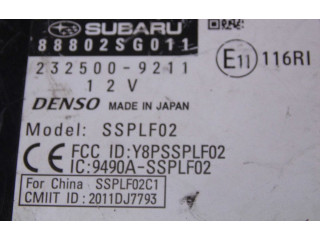 SUBARU
88802SG011
232500-9211
12V
E11 116RI
DENSO MADE IN JAPAN
Model: SSPLF02
CE FCC ID:Y8PSSPLF02
IC:9490A-SSPLF02
For China SSPLF02C1
CMIIT ID:2011DJ7793